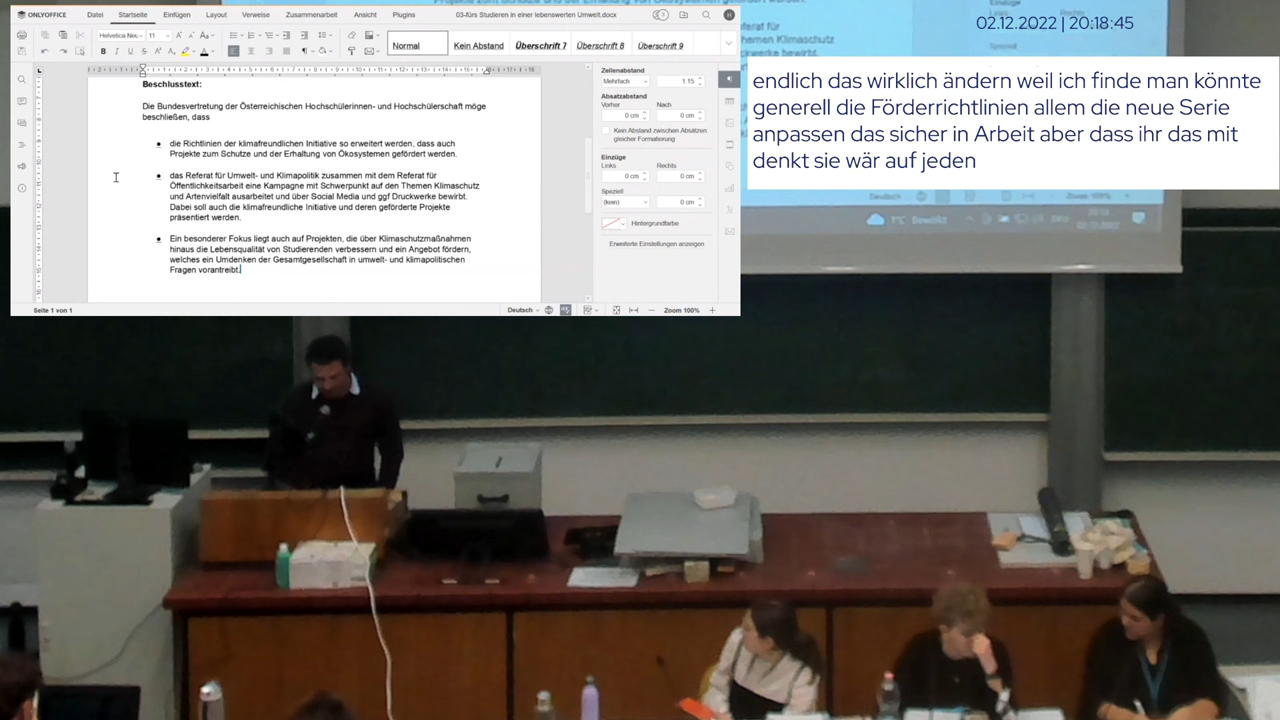 ONLYOFFICE
Datei
Startseite
Einfügen
Layout
Verweise
Zusammenarbeit
Ansicht
Plugins
03-fürs Studieren in einer lebenswerten Umwelt.docx
Helvetica Neu
11
Normal
Kein Abstand
Überschrift 7
Überschrift 8
Überschrift 9
Beschlusstext:
Die Bundesvertretung der Österreichischen Hochschülerinnen- und Hochschülerschaft möge
beschließen, dass
die Richtlinien der klimafreundlichen Initiative so erweitert werden, dass auch
Projekte zum Schutze und der Erhaltung von Ökosystemen gefördert werden.
das Referat für Umwelt- und Klimapolitik zusammen mit dem Referat für
Öffentlichkeitsarbeit eine Kampagne mit Schwerpunkt auf den Themen Klimaschutz
und Artenvielfalt ausarbeitet und über Social Media und ggf Druckwerke bewirbt.
Dabei soll auch die klimafreundliche Initiative und deren geförderte Projekte
präsentiert werden.
Ein besonderer Fokus liegt auch auf Projekten, die über Klimaschutzmaßnahmen
hinaus die Lebensqualität von Studierenden verbessern und ein Angebot fördern,
welches ein Umdenken der Gesamtgesellschaft in umwelt- und klimapolitischen
Fragen vorantreibt.
Zeilenabstand
Mehrfach
1.15
Absatzabstand
Vorher
Nach
0 cm
0 cm
Kein Abstand zwischen Absätzen
gleicher Formatierung
Einzüge
Links
Rechts
0 cm
0 cm
Speziell
(kein)
0 cm
Hintergrundfarbe
Erweiterte Einstellungen anzeigen
Seite 1 von 1
Deutsch
Zoom 100%
02.12.2022 | 20:18:45
endlich das wirklich ändern weil ich finde man könnte
generell die Förderrichtlinien allem die neue Serie
anpassen das sicher in Arbeit aber dass ihr das mit
denkt sie wär auf jeden